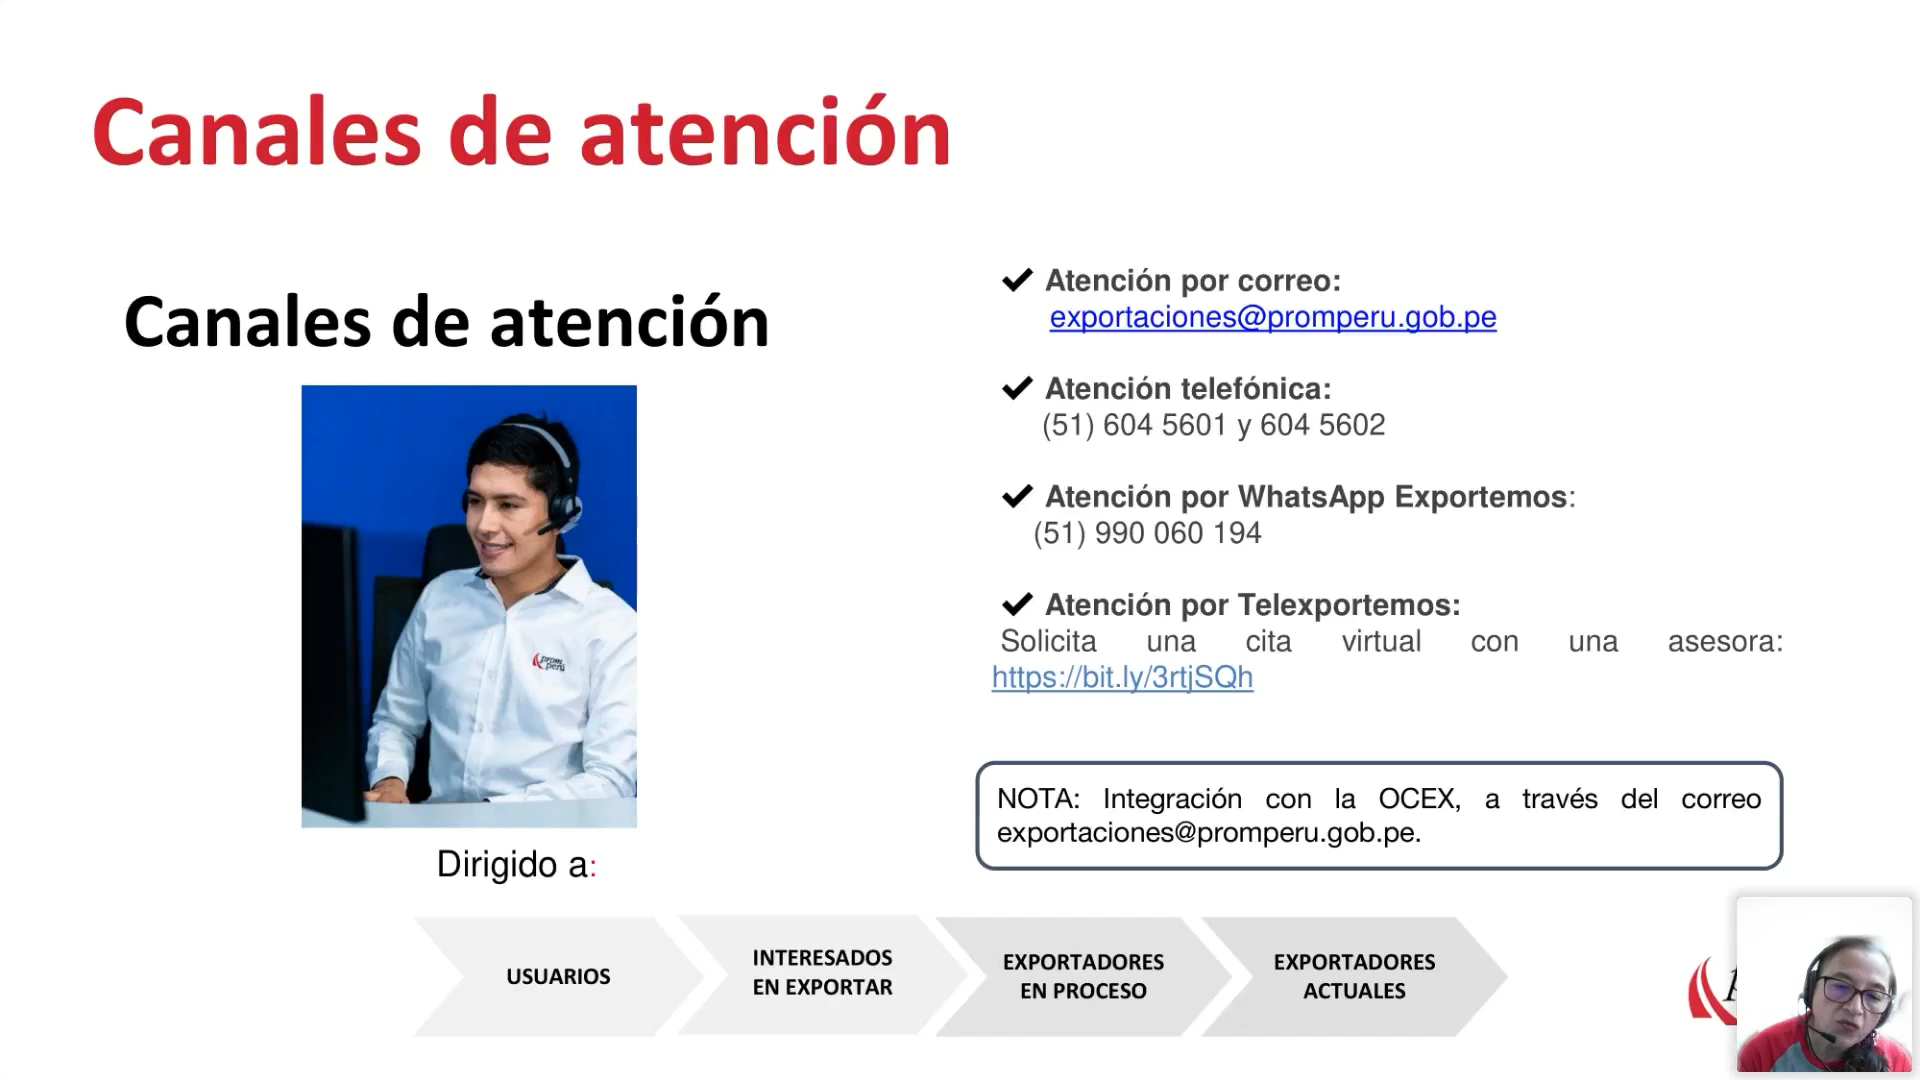 Canales de atención
Canales de atención
prom
perú
Dirigido a:
✔ Atención por correo:
exportaciones@promperu.gob.pe
✔ Atención telefónica:
(51) 604 5601 y 604 5602
✔ Atención por WhatsApp Exportemos:
(51) 990 060 194
✔ Atención por Telexportemos:
Solicita una cita virtual con una asesora:
https://bit.ly/3rtjSQh
NOTA: Integración con la OCEX, a través del correo
exportaciones@promperu.gob.pe.
USUARIOS
INTERESADOS
EN EXPORTAR
EXPORTADORES
EN PROCESO
EXPORTADORES
ACTUALES